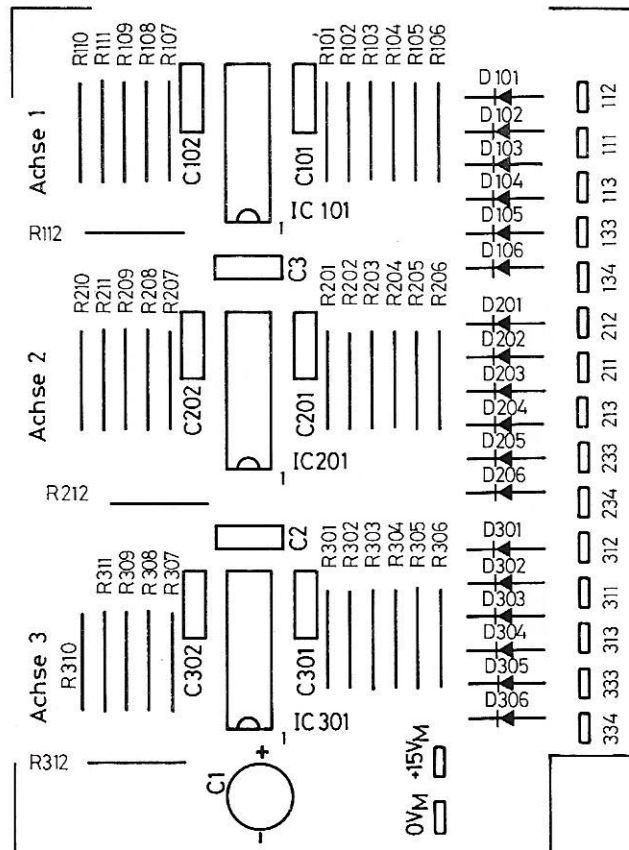 Achse 1
R110
R111
R109
R108
R107
C102
C101
R101
R102
R103
R104
R105
R106
IC 101
1
R112
D101
D102
D103
D104
D105
D106
112
111
113
133
134
C3
Achse 2
R210
R211
R209
R208
R207
C202
C201
R201
R202
R203
R204
R205
R206
IC201
1
R212
D201
D202
D203
D204
D205
D206
212
211
213
233
234
C2
Achse 3
R310
R311
R309
R308
R307
C302
C301
R301
R302
R303
R304
R305
R306
IC301
1
R312
D301
D302
D303
D304
D305
D306
312
311
313
333
334
C1
+
-
+15VM
0VM